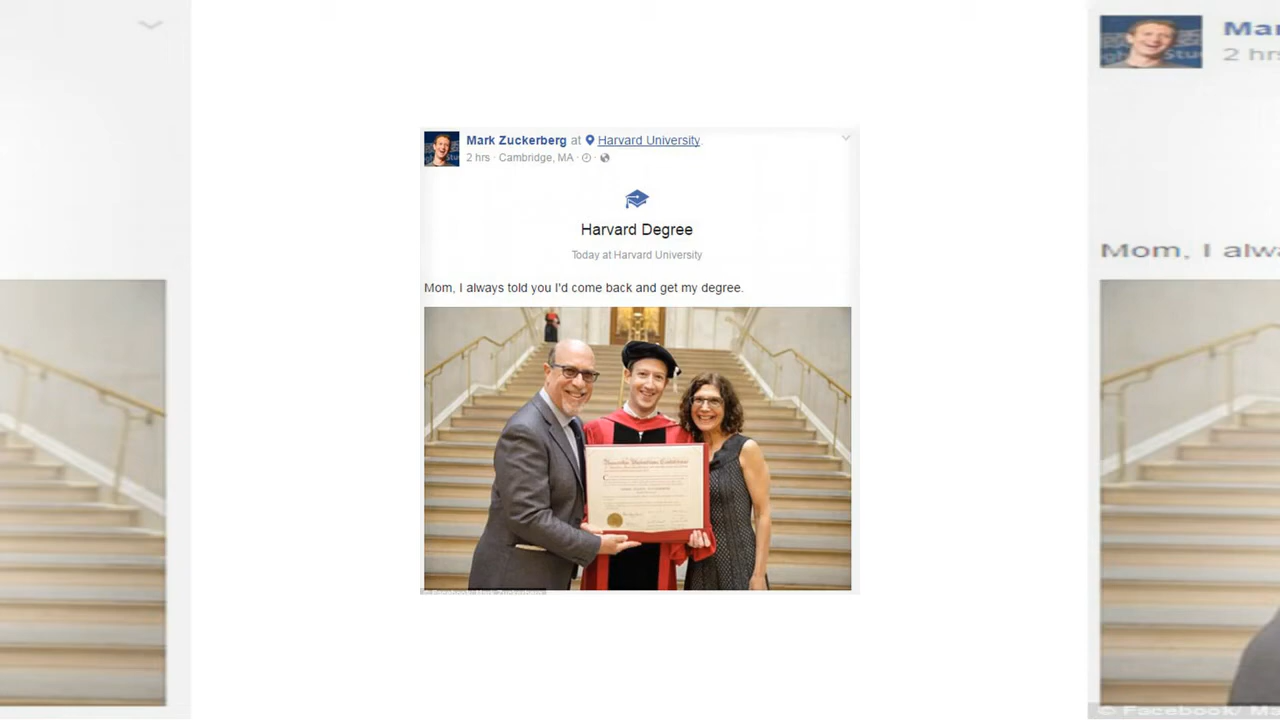 Mark Zuckerberg at Harvard University.
2 hrs · Cambridge, MA ·
Harvard Degree
Today at Harvard University
Mom, I always told you I'd come back and get my degree.
Mar
2 hrs
Mom, I alwa
© Facebook/ Ma